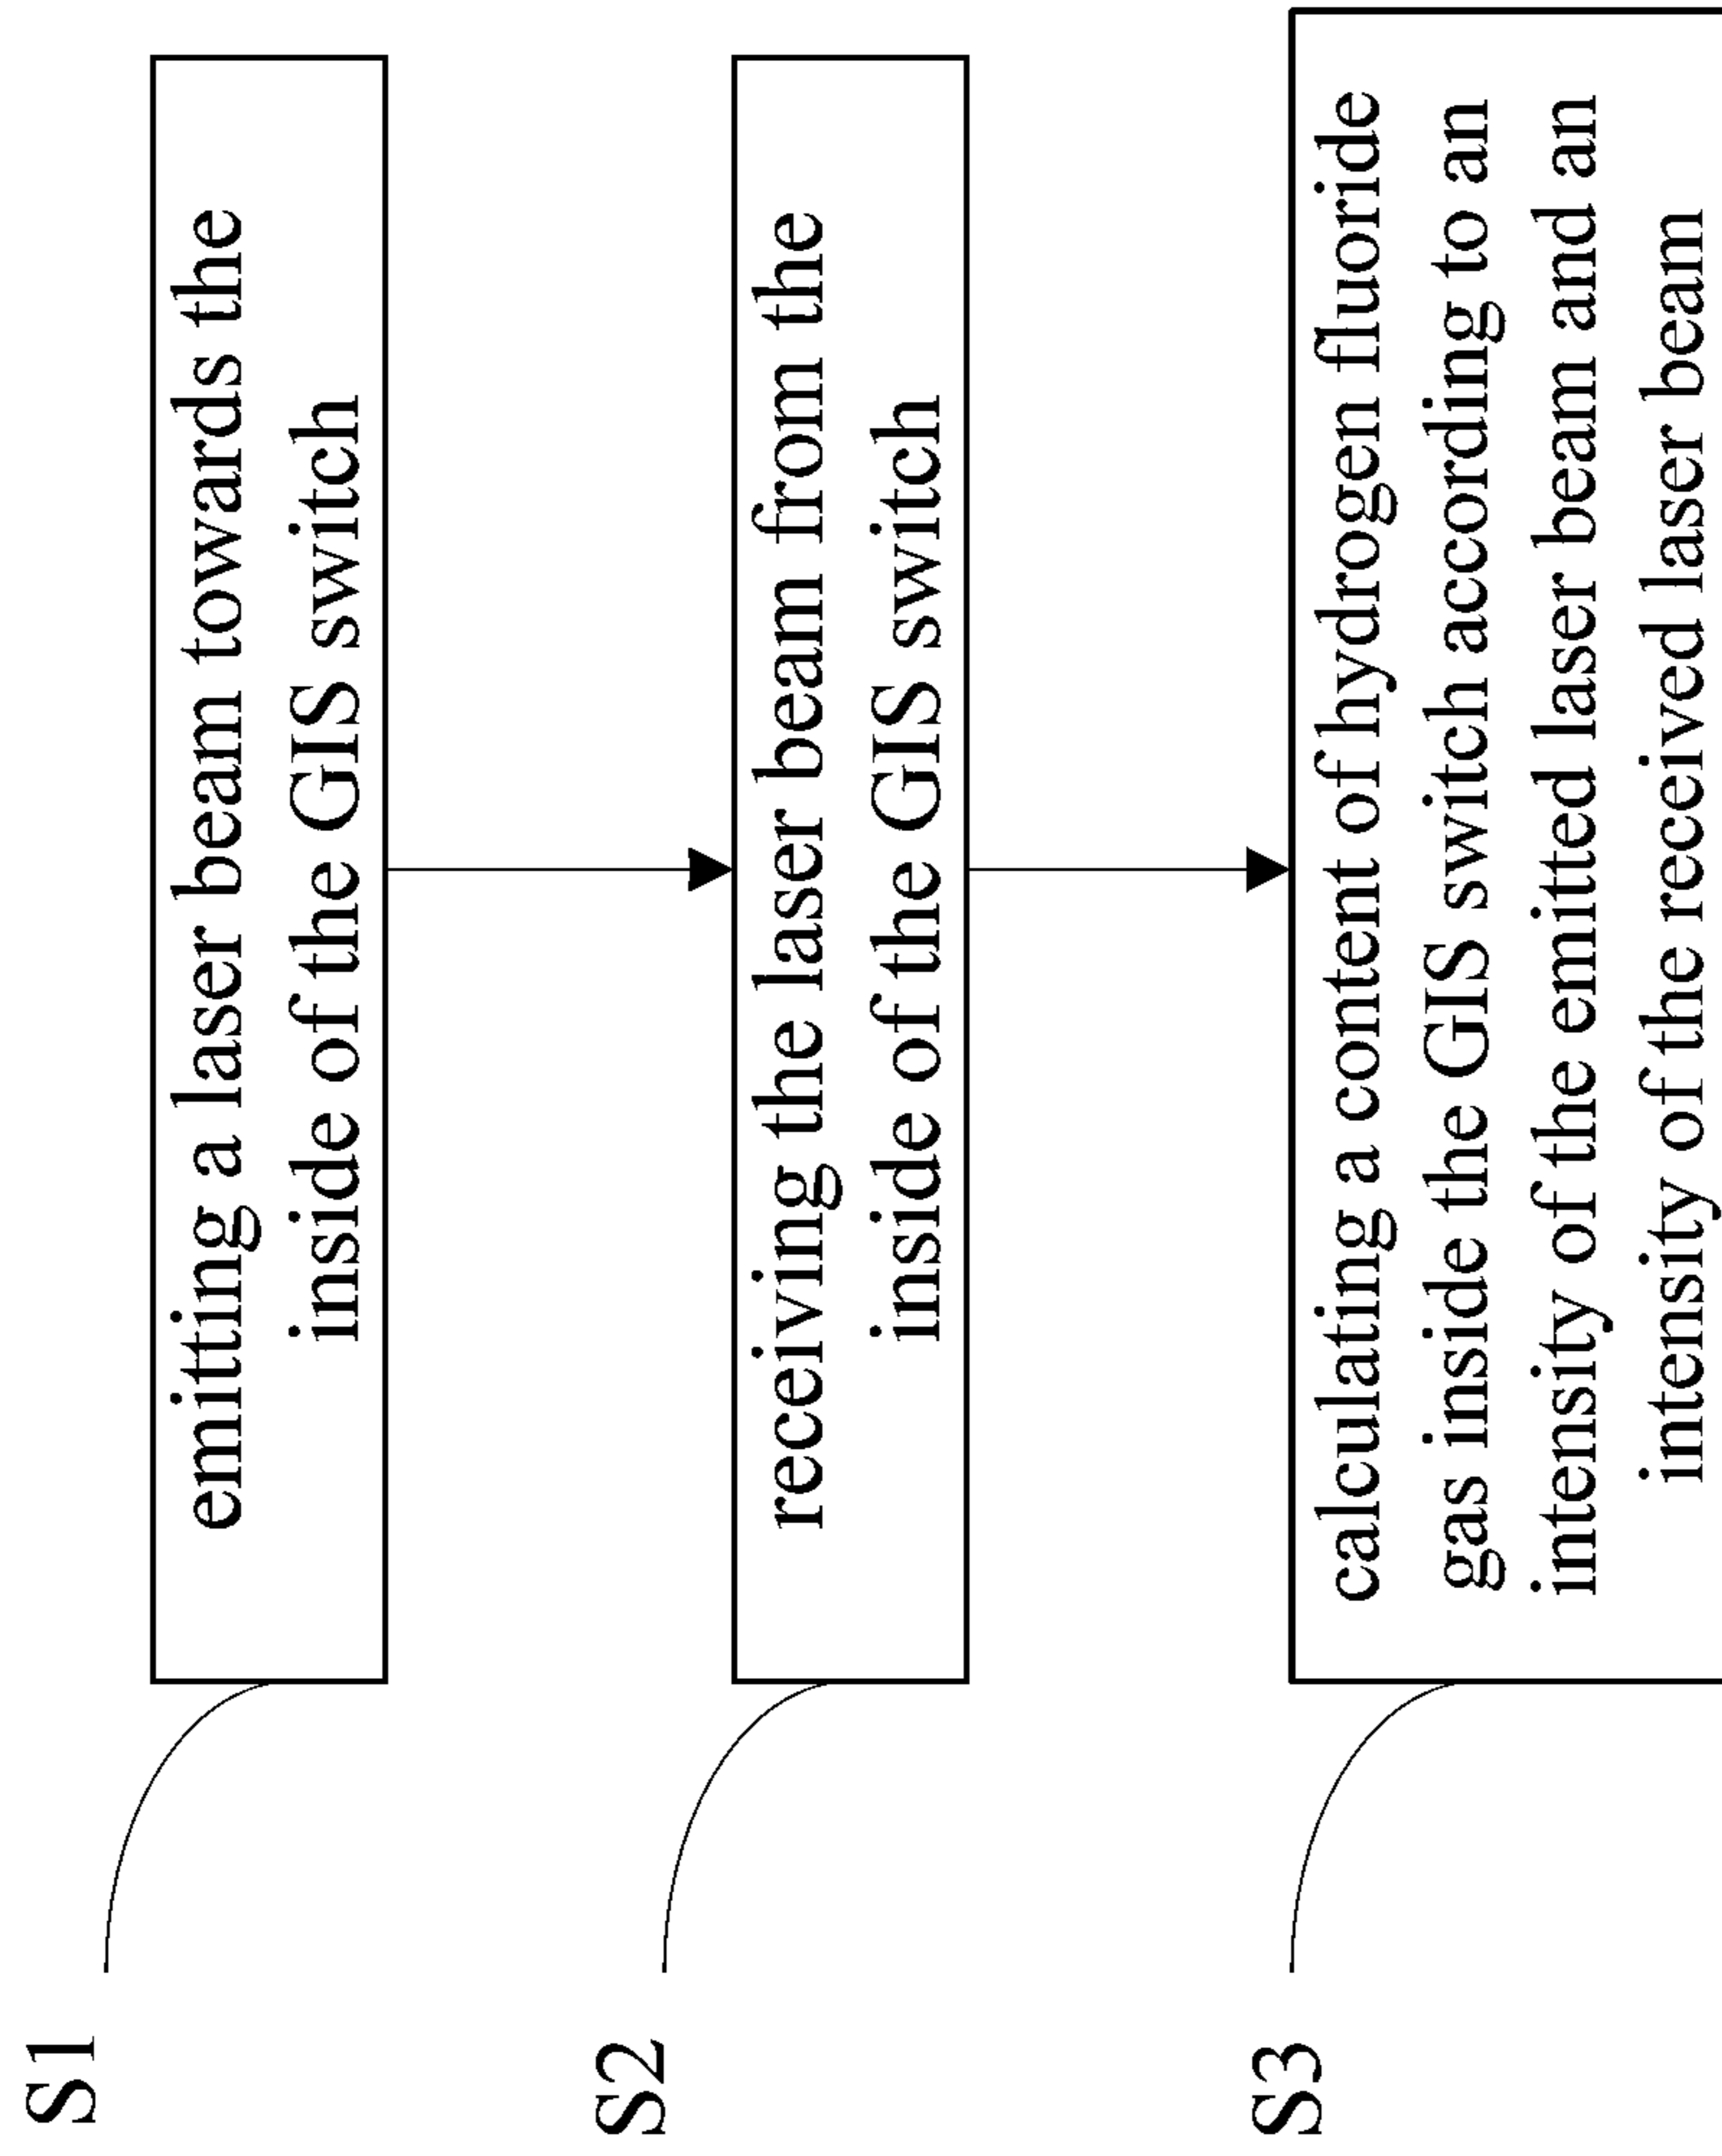 S1
emitting a laser beam towards the
inside of the GIS switch
S2
receiving the laser beam from the
inside of the GIS switch
S3
calculating a content of hydrogen fluoride
gas inside the GIS switch according to an
intensity of the emitted laser beam and an
intensity of the received laser beam